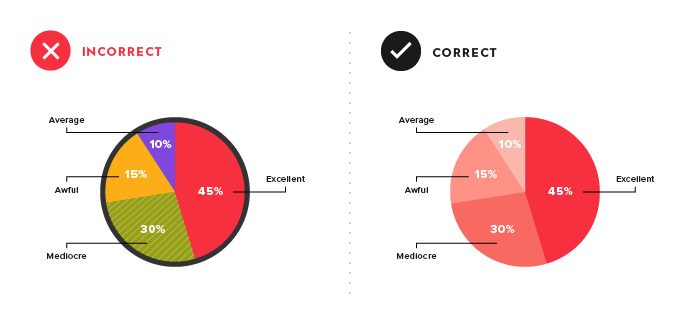 INCORRECT
Average
10%
15%
Awful
45%
Excellent
30%
Mediocre
CORRECT
Average
10%
15%
Awful
45%
Excellent
30%
Mediocre